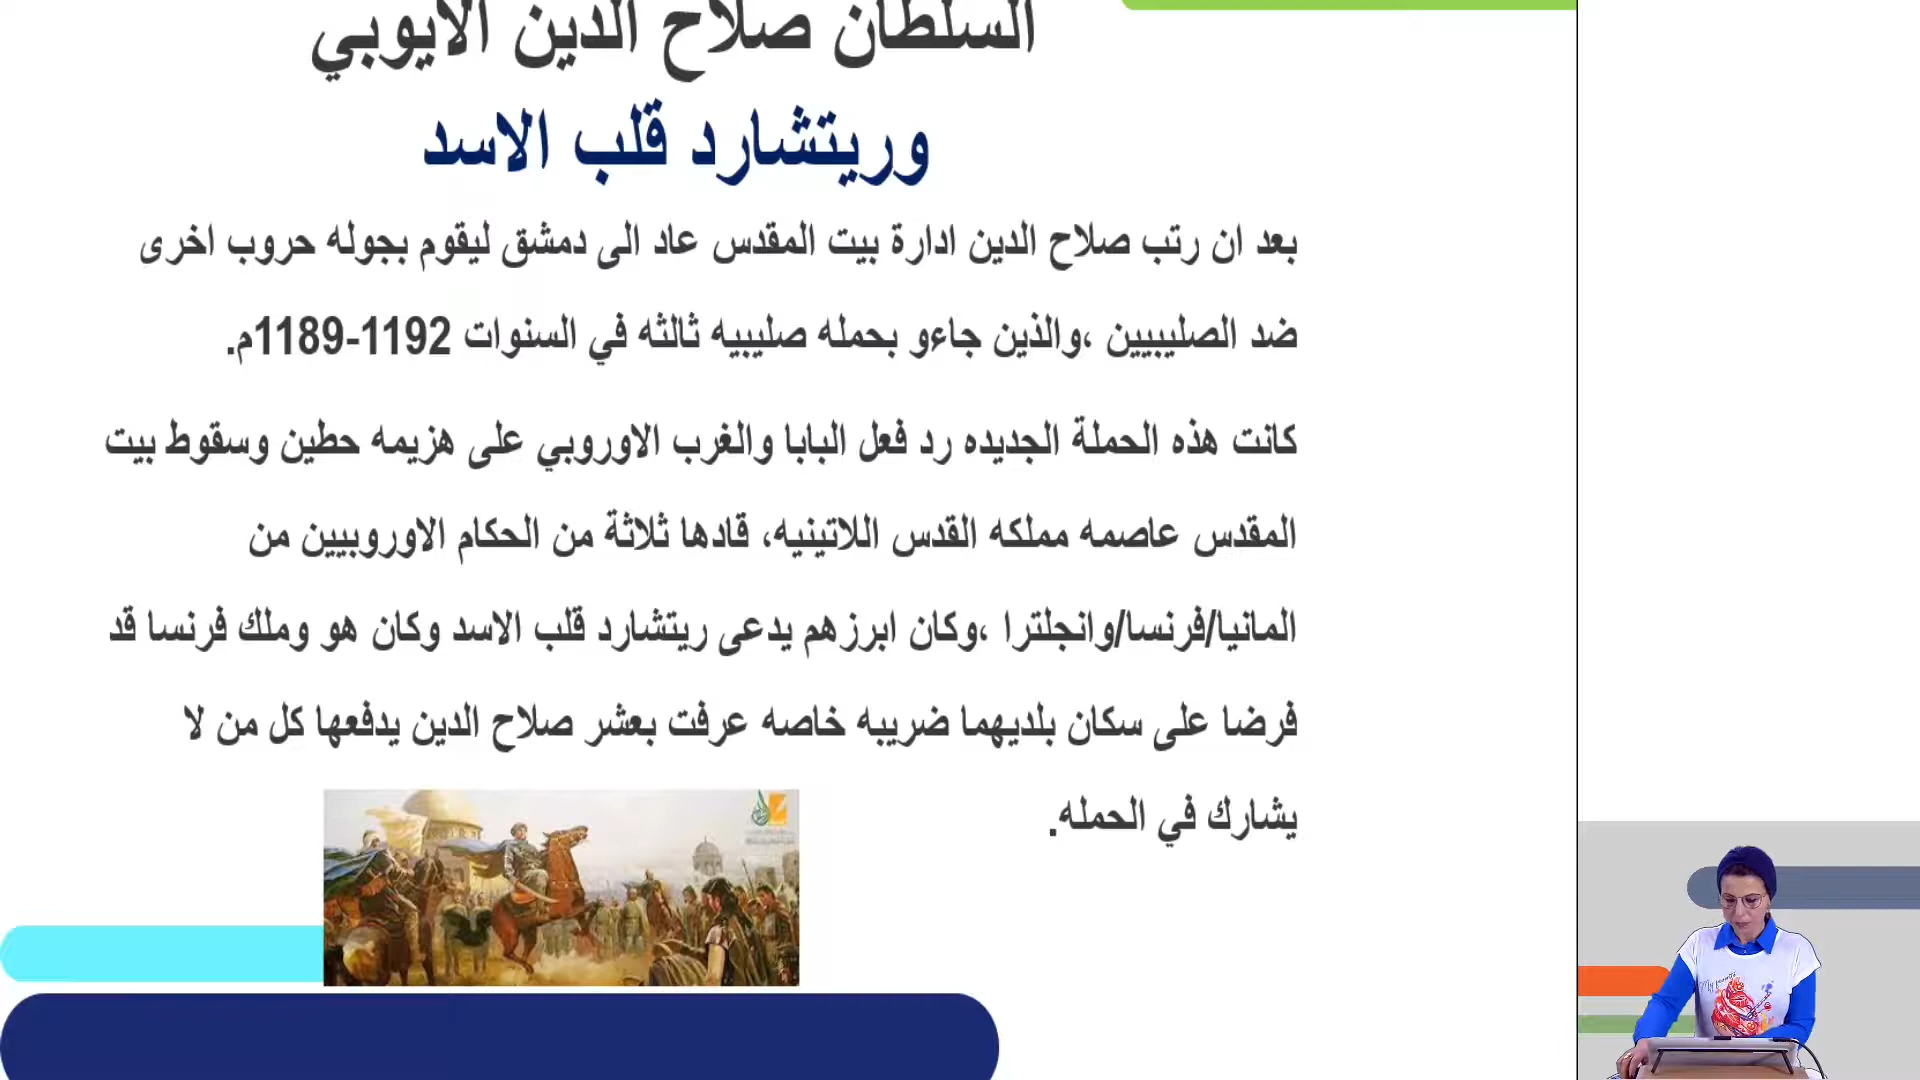 السلطان صلاح الدين الايوبي
وريتشارد قلب الاسد
بعد ان رتب صلاح الدين ادارة بيت المقدس عاد الى دمشق ليقوم بجوله حروب اخرى
ضد الصليبيين ،والذين جاءو بحمله صليبيه ثالثه في السنوات 1192-1189م.
كانت هذه الحملة الجديده رد فعل البابا والغرب الاوروبي على هزيمه حطين وسقوط بيت
المقدس عاصمه مملكه القدس اللاتينيه، قادها ثلاثة من الحكام الاوروبيين من
المانيا/فرنسا/وانجلترا ،وكان ابرزهم يدعى ريتشارد قلب الاسد وكان هو وملك فرنسا قد
فرضا على سكان بلديهما ضريبه خاصه عرفت بعشر صلاح الدين يدفعها كل من لا
يشارك في الحمله.